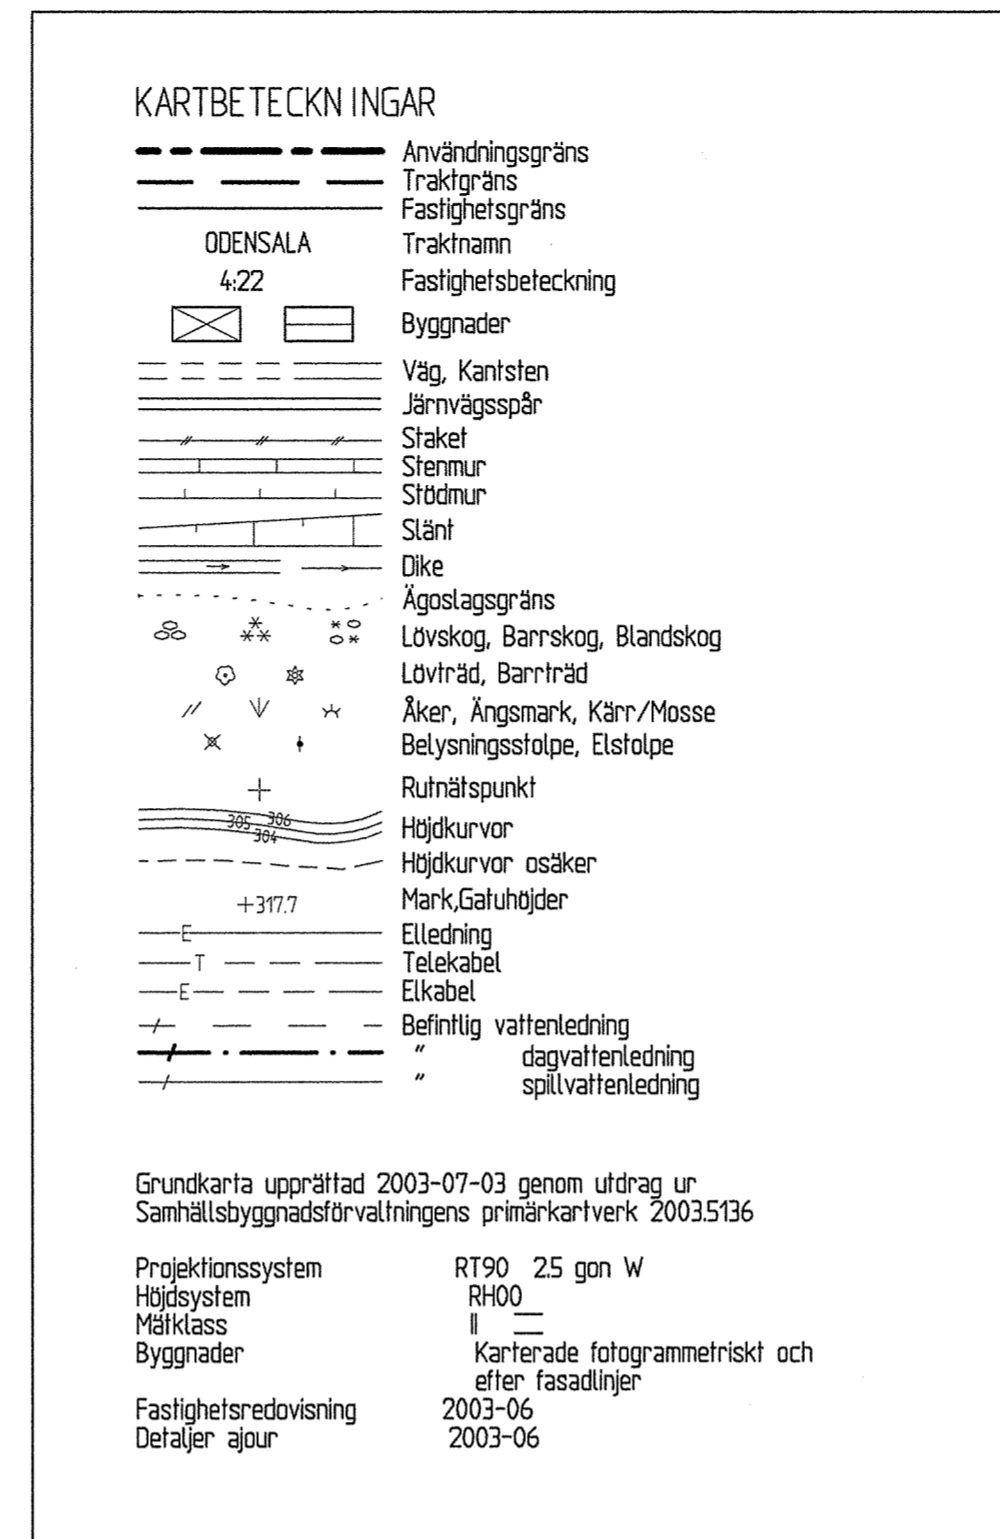 KARTBETECKNINGAR
Användningsgräns
Traktgräns
Fastighetsgräns
ODENSALA Traktnamn
4:22 Fastighetsbeteckning
Byggnader
Väg, Kantsten
Järnvägsspår
Staket
Stenmur
Stödmur
Slänt
Dike
Ägoslagsgräns
Lövskog, Barrskog, Blandskog
Lövträd, Barrträd
Åker, Ängsmark, Kärr/Mosse
Belysningsstolpe, Elstolpe
Rutnätspunkt
305 306 304 Höjdkurvor
Höjdkurvor osäker
+317.7 Mark,Gatuhöjder
E Elledning
T Telekabel
E Elkabel
Befintlig vattenledning
" dagvattenledning
" spillvattenledning
Grundkarta upprättad 2003-07-03 genom utdrag ur
Samhällsbyggnadsförvaltningens primärkartverk 2003.5136
Projektionssystem RT90 2.5 gon W
Höjdsystem RH00
Mätklass II
Byggnader Karterade fotogrammetriskt och
efter fasadlinjer
Fastighetsredovisning 2003-06
Detaljer ajour 2003-06